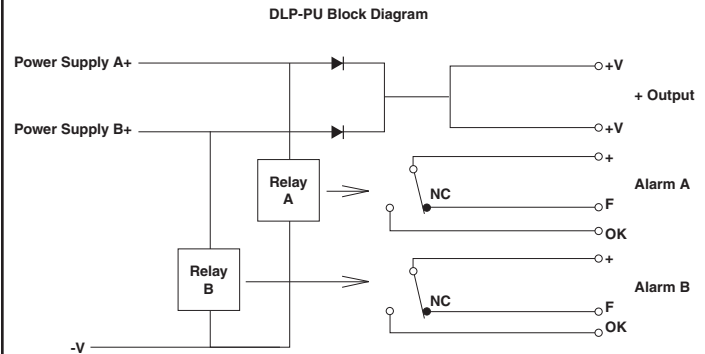 DLP-PU Block Diagram
Power Supply A+
+V
+ Output
Power Supply B+
+V
+
Relay
A
NC
Alarm A
F
OK
+
Relay
B
NC
Alarm B
F
OK
-V